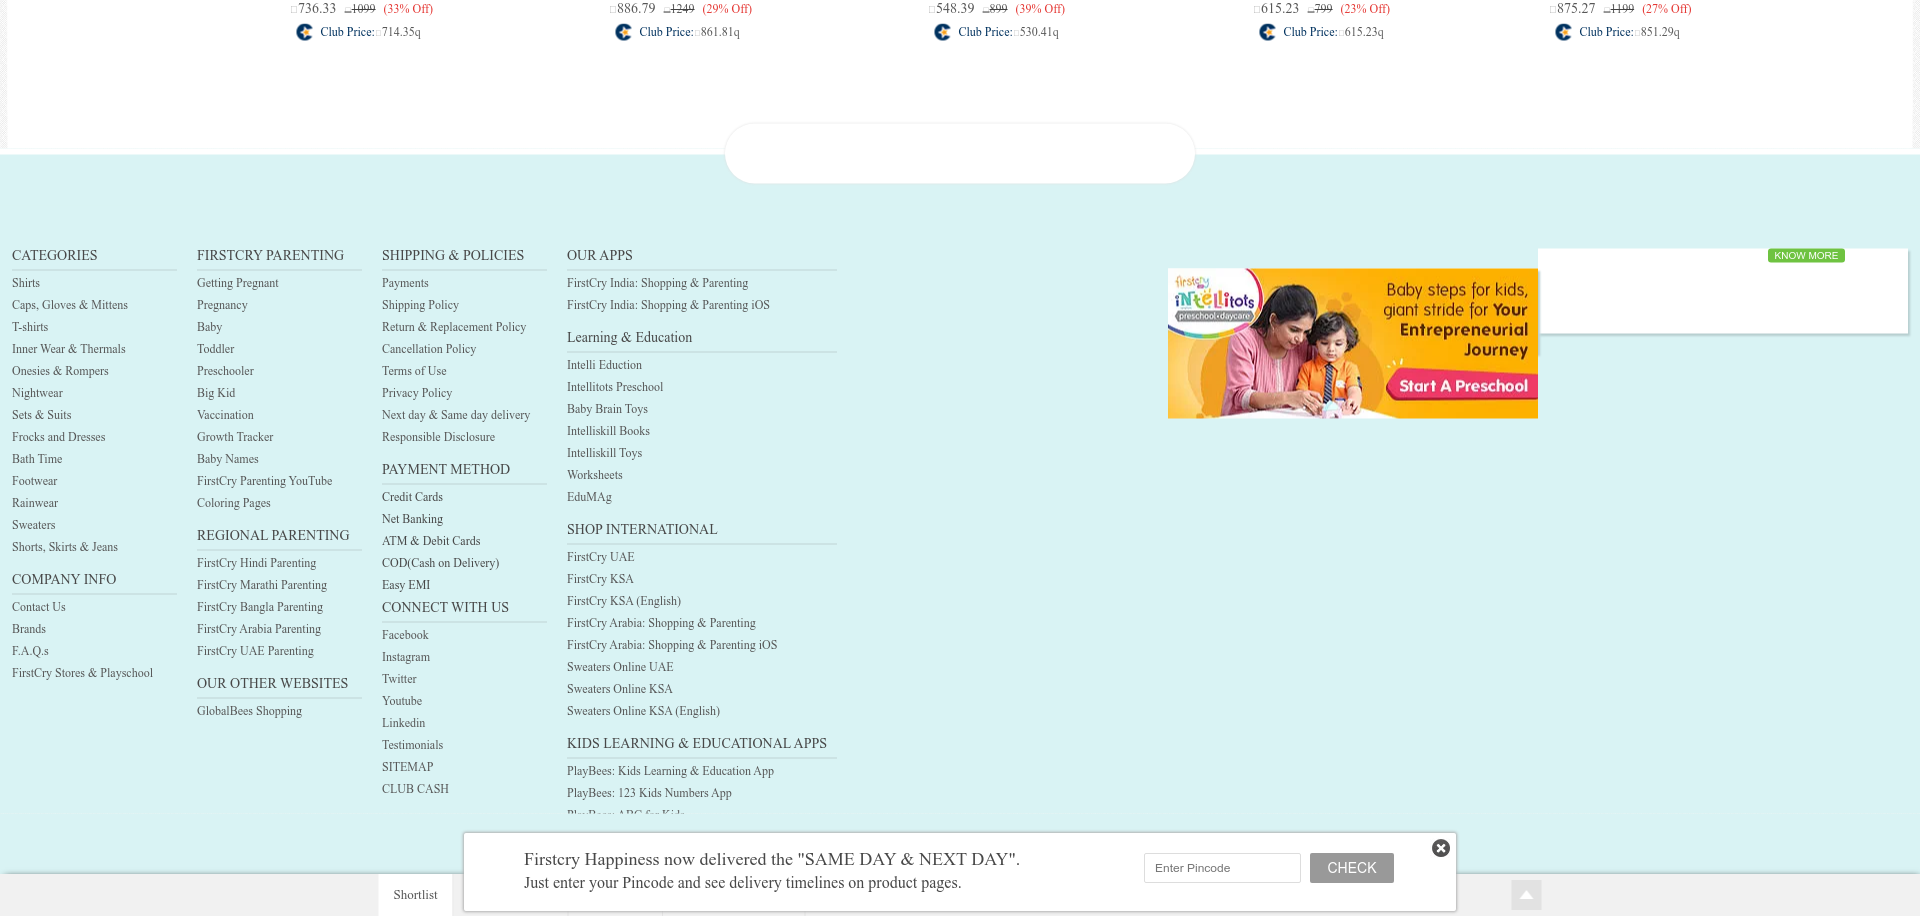 736.33 1099 (33% Off)
Club Price: 714.35q
886.79 1249 (29% Off)
Club Price: 861.81q
548.39 899 (39% Off)
Club Price: 530.41q
615.23 799 (23% Off)
Club Price: 615.23q
875.27 1199 (27% Off)
Club Price: 851.29q
CATEGORIES
Shirts
Caps, Gloves & Mittens
T-shirts
Inner Wear & Thermals
Onesies & Rompers
Nightwear
Sets & Suits
Frocks and Dresses
Bath Time
Footwear
Rainwear
Sweaters
Shorts, Skirts & Jeans
COMPANY INFO
Contact Us
Brands
F.A.Q.s
FirstCry Stores & Playschool
FIRSTCRY PARENTING
Getting Pregnant
Pregnancy
Baby
Toddler
Preschooler
Big Kid
Vaccination
Growth Tracker
Baby Names
FirstCry Parenting YouTube
Coloring Pages
REGIONAL PARENTING
FirstCry Hindi Parenting
FirstCry Marathi Parenting
FirstCry Bangla Parenting
FirstCry Arabia Parenting
FirstCry UAE Parenting
OUR OTHER WEBSITES
GlobalBees Shopping
SHIPPING & POLICIES
Payments
Shipping Policy
Return & Replacement Policy
Cancellation Policy
Terms of Use
Privacy Policy
Next day & Same day delivery
Responsible Disclosure
PAYMENT METHOD
Credit Cards
Net Banking
ATM & Debit Cards
COD(Cash on Delivery)
Easy EMI
CONNECT WITH US
Facebook
Instagram
Twitter
Youtube
Linkedin
Testimonials
SITEMAP
CLUB CASH
OUR APPS
FirstCry India: Shopping & Parenting
FirstCry India: Shopping & Parenting iOS
Learning & Education
Intelli Eduction
Intellitots Preschool
Baby Brain Toys
Intelliskill Books
Intelliskill Toys
Worksheets
EduMAg
SHOP INTERNATIONAL
FirstCry UAE
FirstCry KSA
FirstCry KSA (English)
FirstCry Arabia: Shopping & Parenting
FirstCry Arabia: Shopping & Parenting iOS
Sweaters Online UAE
Sweaters Online KSA
Sweaters Online KSA (English)
KIDS LEARNING & EDUCATIONAL APPS
PlayBees: Kids Learning & Education App
PlayBees: 123 Kids Numbers App
PlayBees: ABC for Kids
firstcry
iNtellitots
preschool•daycare
Baby steps for kids,
giant stride for Your
Entrepreneurial
Journey
Start A Preschool
KNOW MORE
Firstcry Happiness now delivered the "SAME DAY & NEXT DAY".
Just enter your Pincode and see delivery timelines on product pages.
Enter Pincode
CHECK
Shortlist